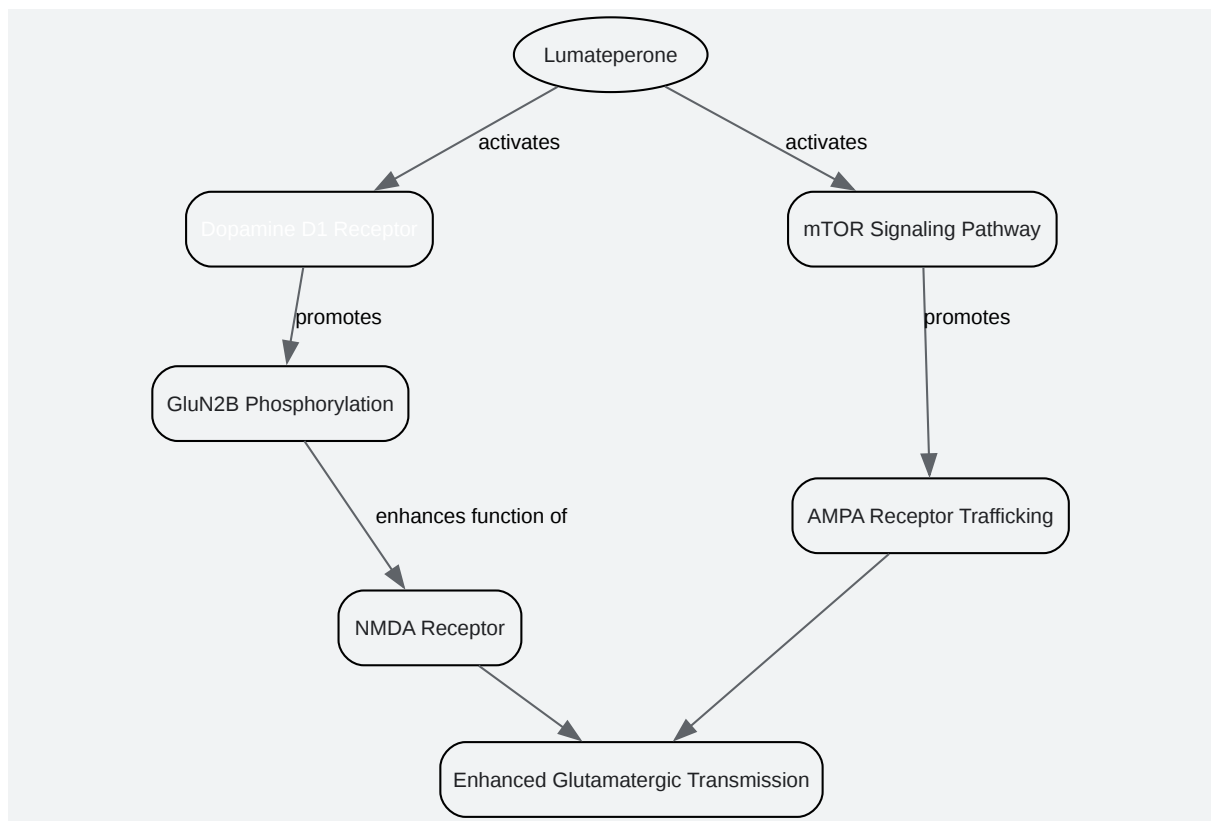 Lumateperone
activates
activates
Dopamine D1 Receptor
mTOR Signaling Pathway
promotes
promotes
GluN2B Phosphorylation
enhances function of
AMPA Receptor Trafficking
NMDA Receptor
Enhanced Glutamatergic Transmission